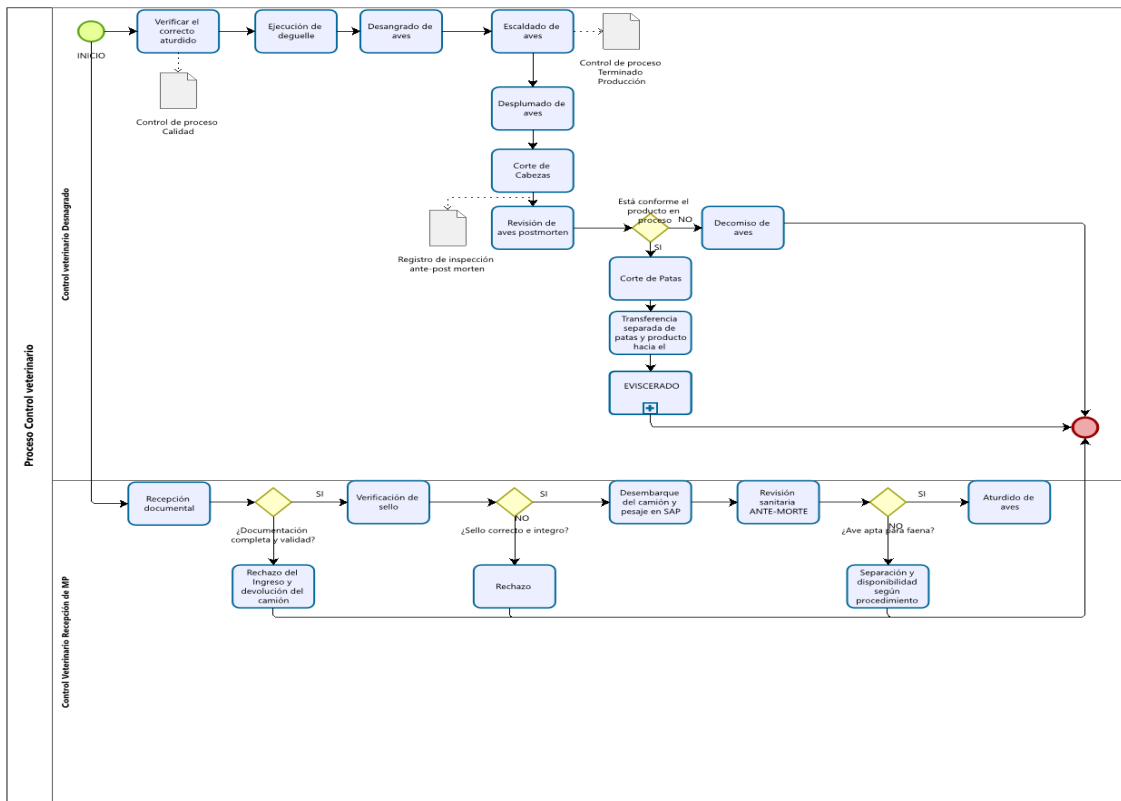 Proceso Control veterinario
Control veterinario Desnagrado
INICIO
Verificar el
correcto
aturdido
Control de proceso
Calidad
Ejecución de
deguelle
Desangrado de
aves
Escaldado de
aves
Control de proceso
Terminado
Producción
Desplumado de
aves
Corte de
Cabezas
Registro de inspección
ante-post morten
Revisión de
aves postmorten
Está conforme el
producto en
proceso
NO
SI
Decomiso de
aves
Corte de Patas
Transferencia
separada de
patas y producto
hacia el
EVISCERADO
Control Veterinario Recepción de MP
Recepción
documental
SI
¿Documentación
completa y validad?
Rechazo del
Ingreso y
devolución del
camión
Verificación de
sello
SI
NO
¿Sello correcto e integro?
Rechazo
Desembarque
del camión y
pesaje en SAP
Revisión
sanitaria
ANTE-MORTE
SI
NO
¿Ave apta para faena?
Separación y
disponibilidad
según
procedimiento
Aturdido de
aves